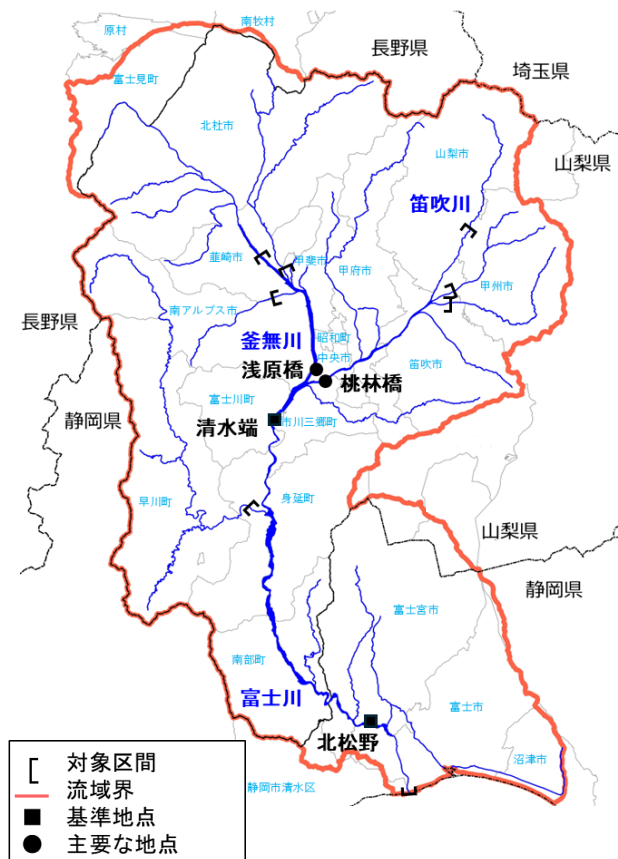 原村
南牧村
長野県
富士見町
埼玉県
北杜市
山梨市
山梨県
笛吹川
韮崎市
甲斐市
甲府市
甲州市
南アルプス市
長野県
釜無川
昭和町
中央市
浅原橋
笛吹市
桃林橋
静岡県
富士川町
清水端
市川三郷町
早川町
身延町
山梨県
静岡県
富士宮市
南部町
富士川
富士市
北松野
沼津市
静岡市清水区
対象区間
流域界
基準地点
主要な地点